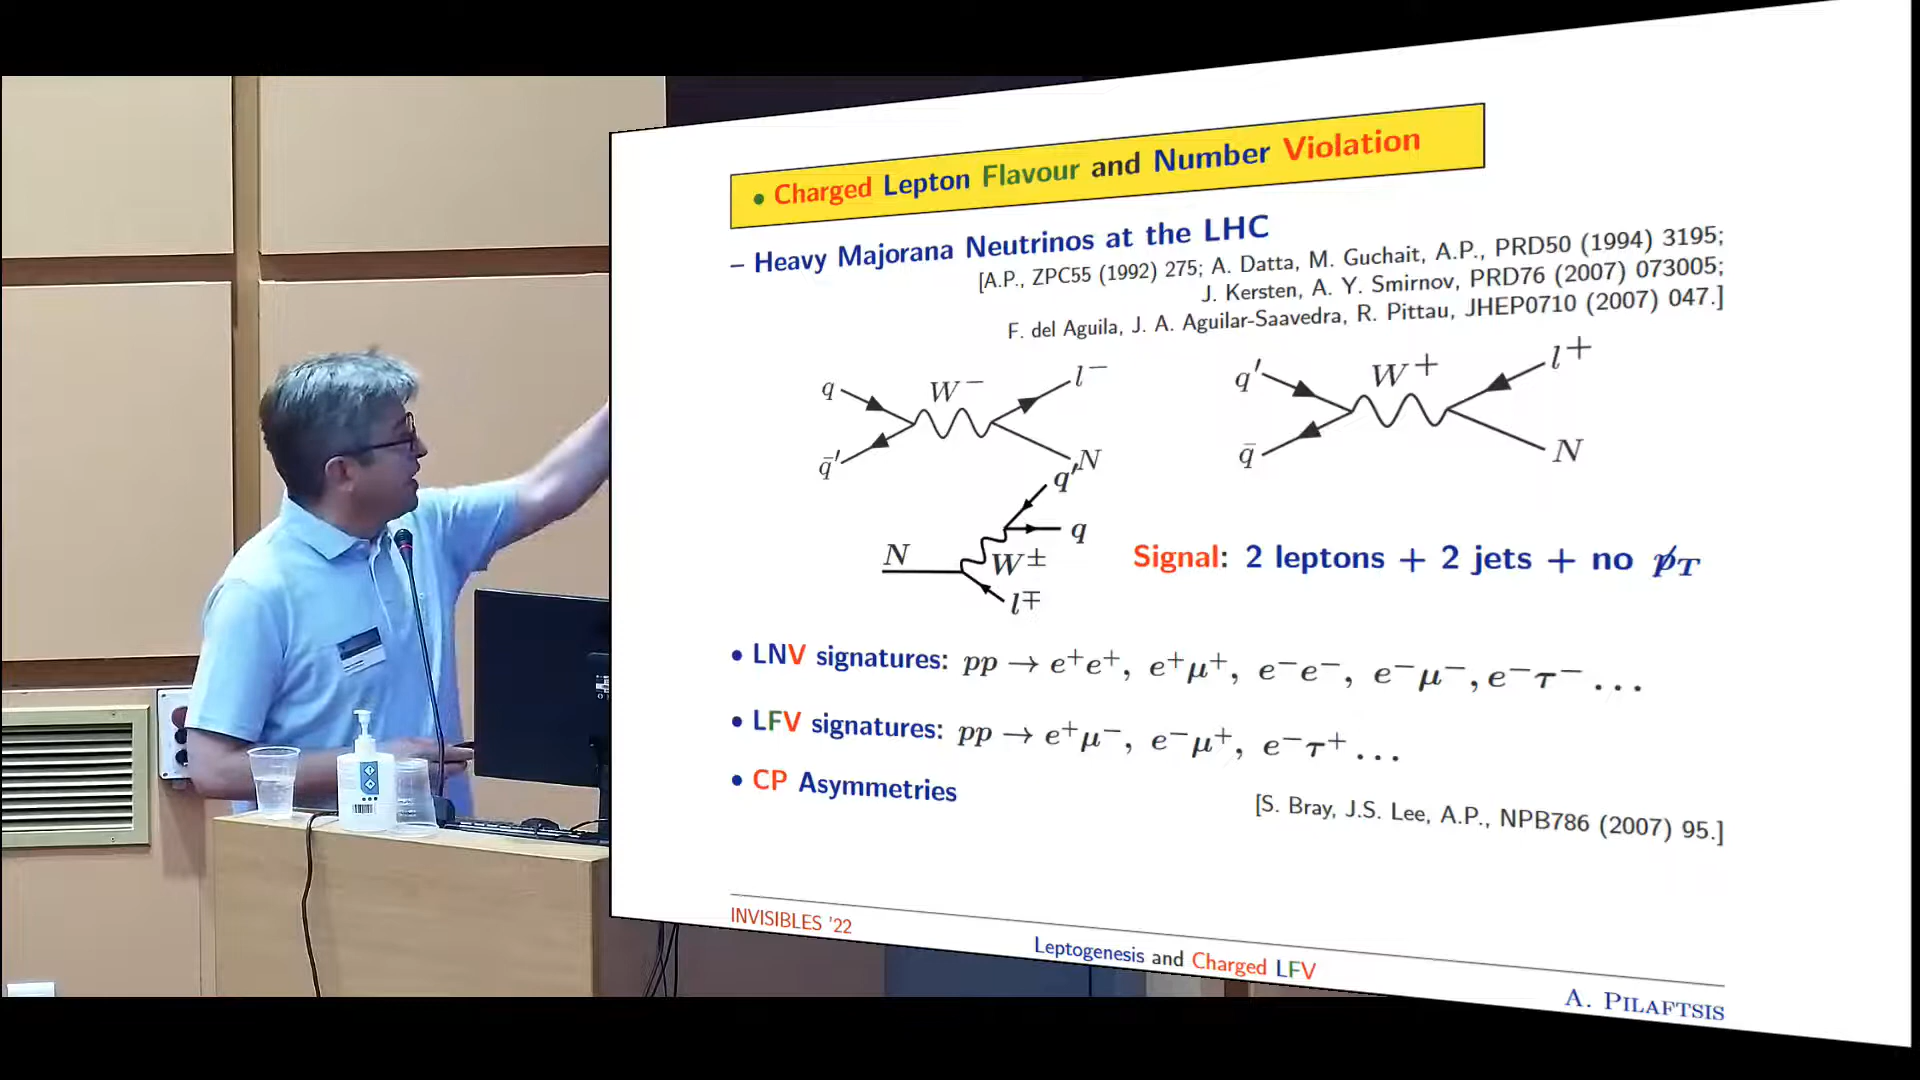 • Charged Lepton Flavour and Number Violation
– Heavy Majorana Neutrinos at the LHC
[A.P., ZPC55 (1992) 275; A. Datta, M. Guchait, A.P., PRD50 (1994) 3195;
J. Kersten, A. Y. Smirnov, PRD76 (2007) 073005;
F. del Aguila, J. A. Aguilar-Saavedra, R. Pittau, JHEP0710 (2007) 047.]
q W⁻ l⁻
q̄′ N
q′ W⁺ l⁺
q̄ N
q′
q
N W± l∓
Signal: 2 leptons + 2 jets + no p̸_T
• LNV signatures: pp → e⁺e⁺, e⁺μ⁺, e⁻e⁻, e⁻μ⁻, e⁻τ⁻ ...
• LFV signatures: pp → e⁺μ⁻, e⁻μ⁺, e⁻τ⁺ ...
• CP Asymmetries
[S. Bray, J.S. Lee, A.P., NPB786 (2007) 95.]
INVISIBLES '22
Leptogenesis and Charged LFV
A. PILAFTSIS